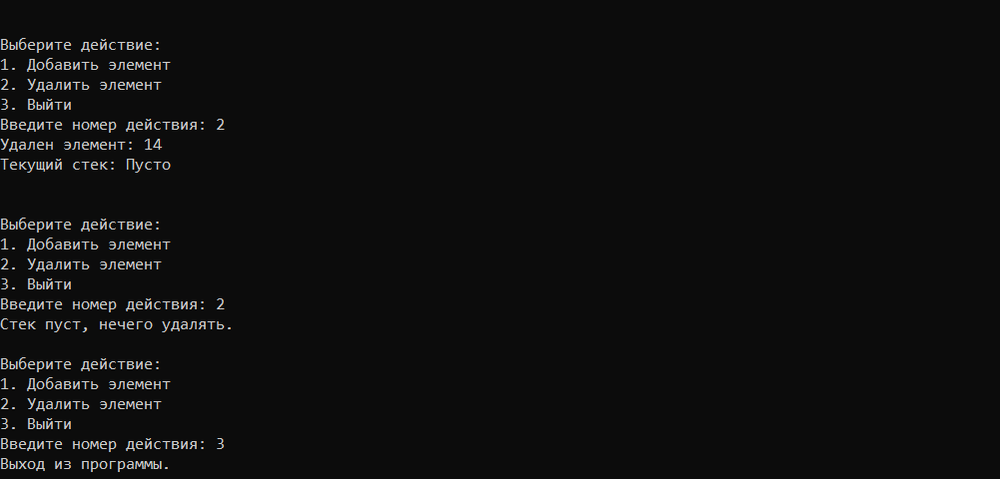 Выберите действие:
1. Добавить элемент
2. Удалить элемент
3. Выйти
Введите номер действия: 2
Удален элемент: 14
Текущий стек: Пусто
Выберите действие:
1. Добавить элемент
2. Удалить элемент
3. Выйти
Введите номер действия: 2
Стек пуст, нечего удалять.
Выберите действие:
1. Добавить элемент
2. Удалить элемент
3. Выйти
Введите номер действия: 3
Выход из программы.